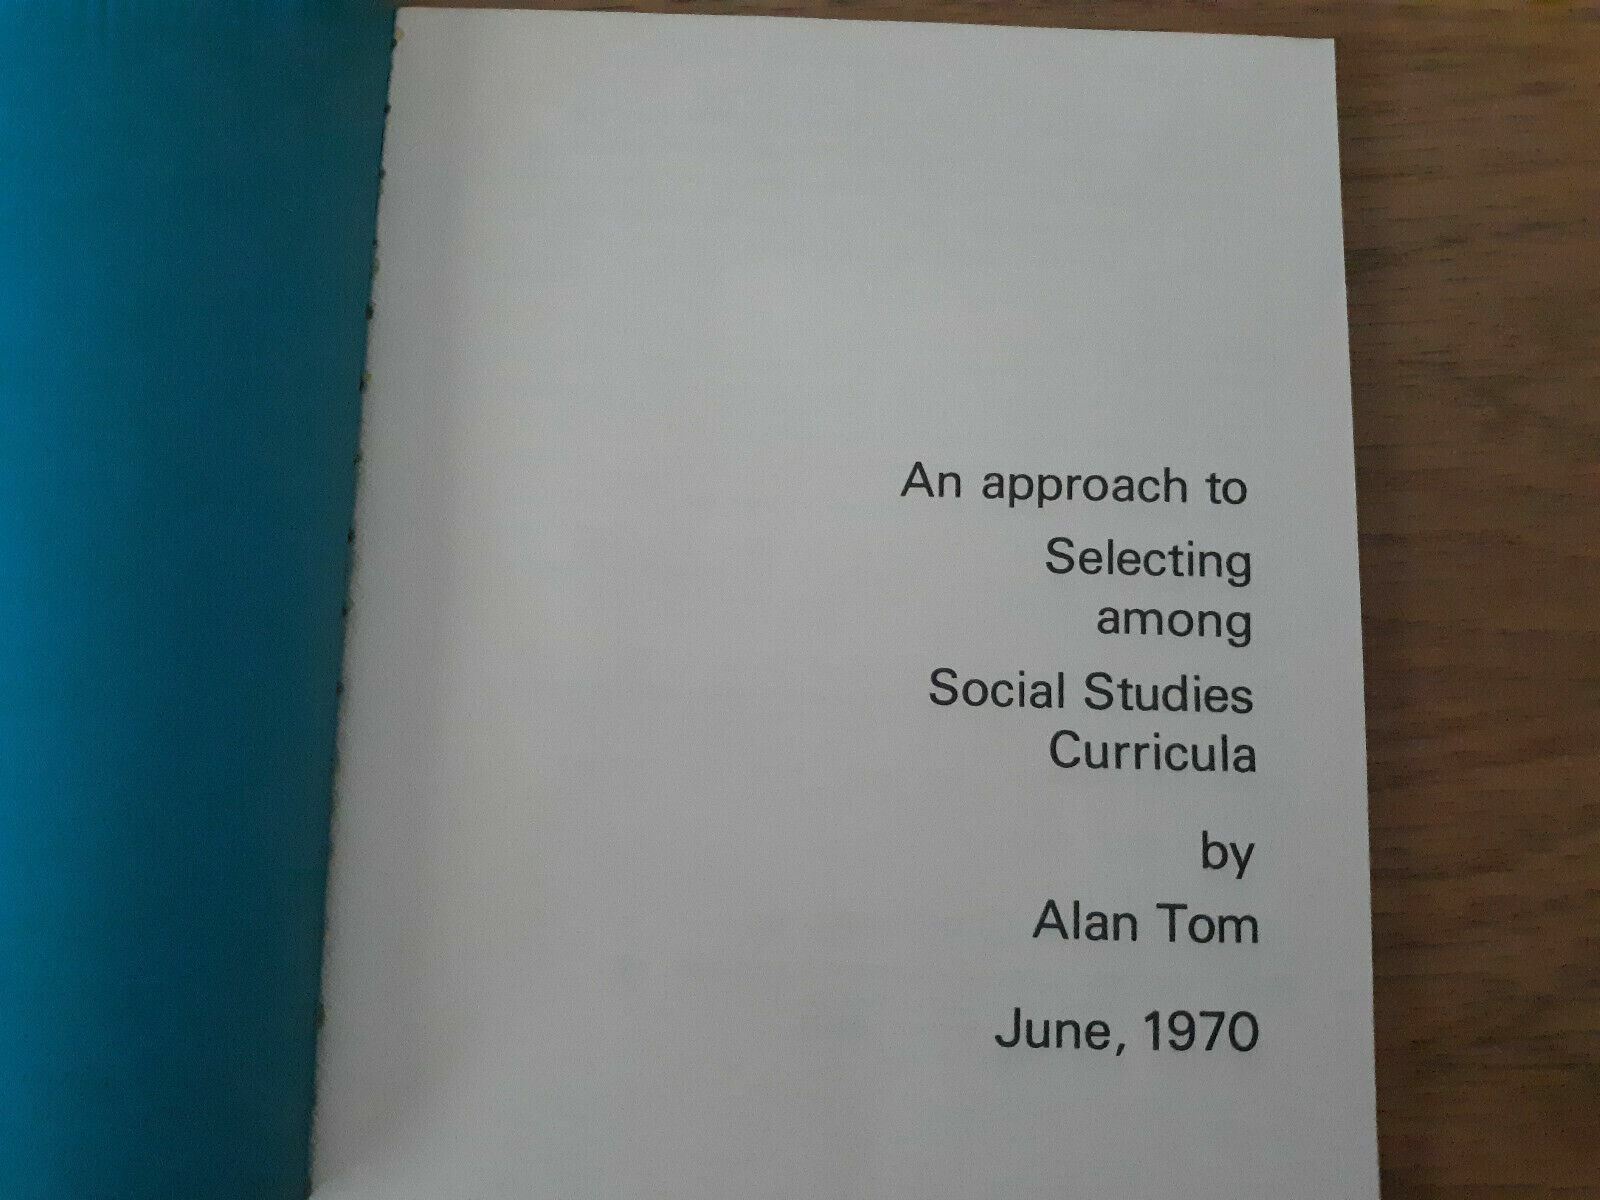 An approach to
Selecting
among
Social Studies
Curricula
by
Alan Tom
June, 1970